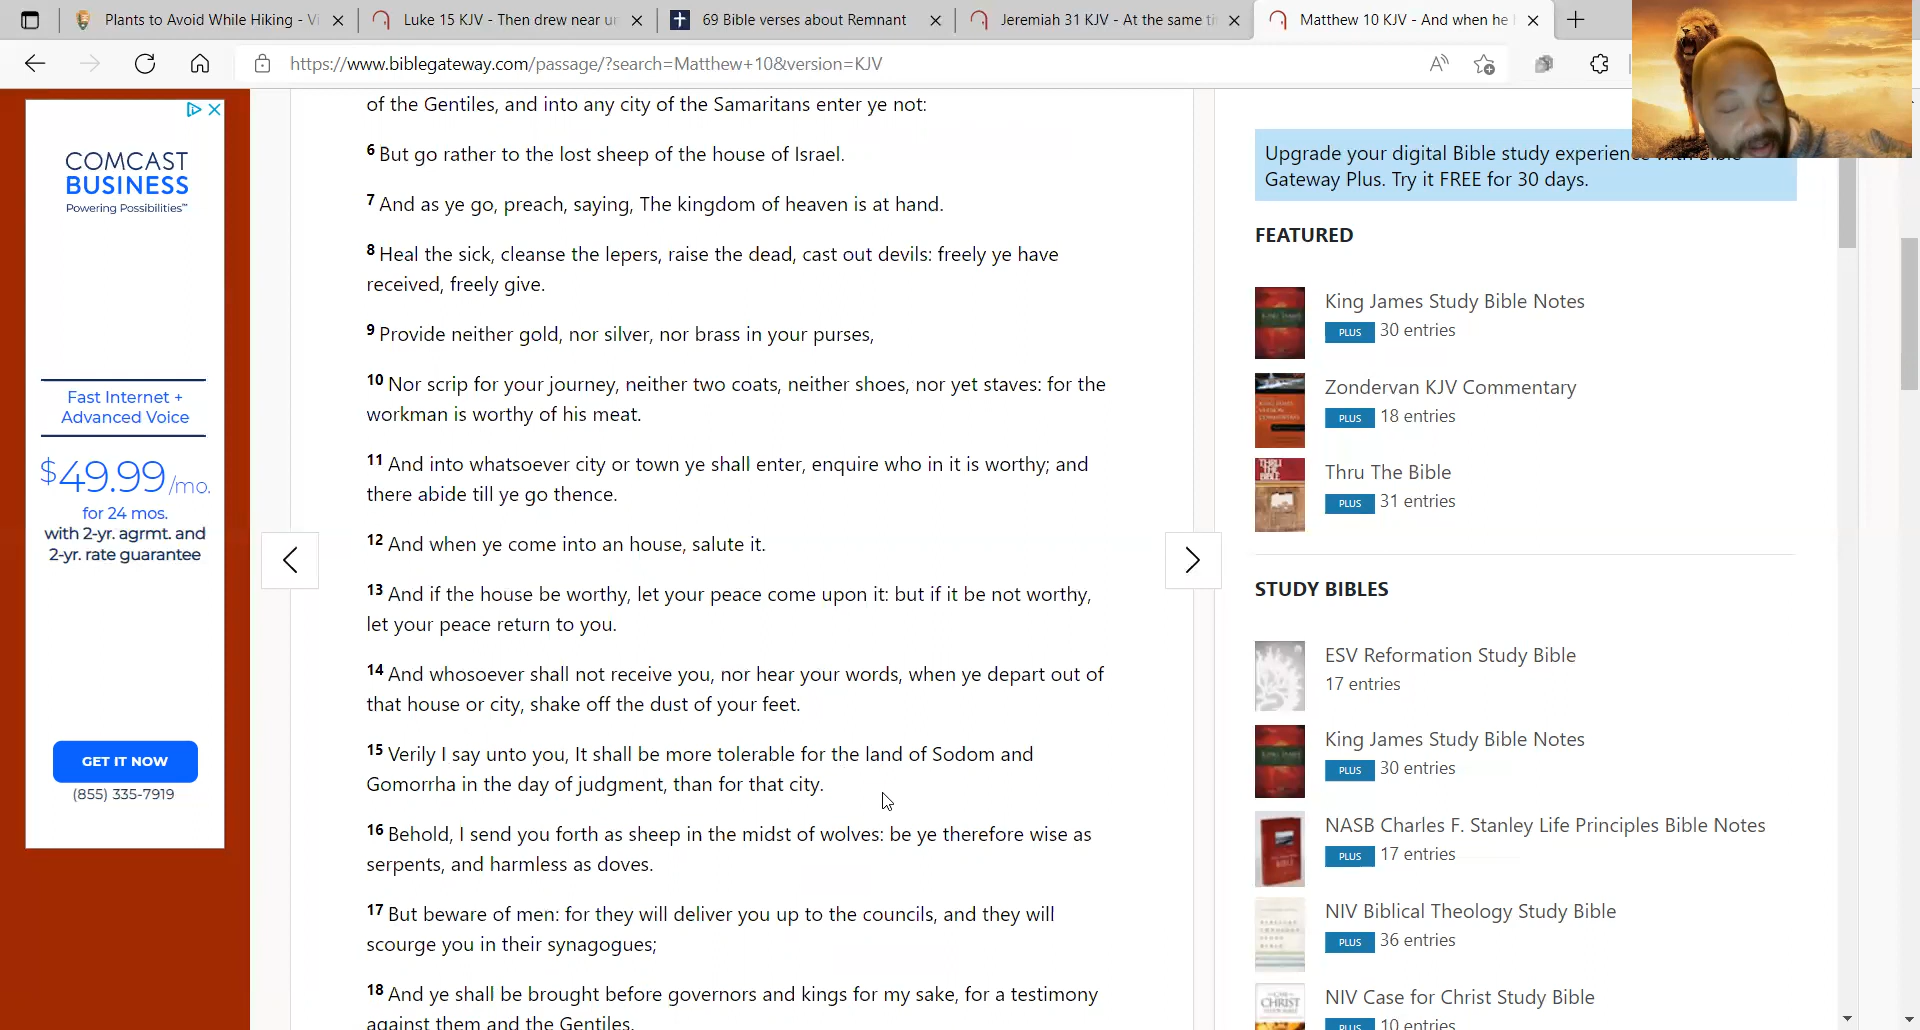 Plants to Avoid While Hiking - Vi
Luke 15 KJV - Then drew near un
69 Bible verses about Remnant
Jeremiah 31 KJV - At the same ti
Matthew 10 KJV - And when he
https://www.biblegateway.com/passage/?search=Matthew+10&version=KJV
COMCAST
BUSINESS
Powering Possibilities™
Fast Internet +
Advanced Voice
$49.99/mo.
for 24 mos.
with 2-yr. agrmt. and
2-yr. rate guarantee
GET IT NOW
(855) 335-7919
of the Gentiles, and into any city of the Samaritans enter ye not:
6 But go rather to the lost sheep of the house of Israel.
7 And as ye go, preach, saying, The kingdom of heaven is at hand.
8 Heal the sick, cleanse the lepers, raise the dead, cast out devils: freely ye have
received, freely give.
9 Provide neither gold, nor silver, nor brass in your purses,
10 Nor scrip for your journey, neither two coats, neither shoes, nor yet staves: for the
workman is worthy of his meat.
11 And into whatsoever city or town ye shall enter, enquire who in it is worthy; and
there abide till ye go thence.
12 And when ye come into an house, salute it.
13 And if the house be worthy, let your peace come upon it: but if it be not worthy,
let your peace return to you.
14 And whosoever shall not receive you, nor hear your words, when ye depart out of
that house or city, shake off the dust of your feet.
15 Verily I say unto you, It shall be more tolerable for the land of Sodom and
Gomorrha in the day of judgment, than for that city.
16 Behold, I send you forth as sheep in the midst of wolves: be ye therefore wise as
serpents, and harmless as doves.
17 But beware of men: for they will deliver you up to the councils, and they will
scourge you in their synagogues;
18 And ye shall be brought before governors and kings for my sake, for a testimony
against them and the Gentiles.
Upgrade your digital Bible study experience with Bible
Gateway Plus. Try it FREE for 30 days.
FEATURED
King James Study Bible Notes
PLUS 30 entries
Zondervan KJV Commentary
PLUS 18 entries
Thru The Bible
PLUS 31 entries
STUDY BIBLES
ESV Reformation Study Bible
17 entries
King James Study Bible Notes
PLUS 30 entries
NASB Charles F. Stanley Life Principles Bible Notes
PLUS 17 entries
NIV Biblical Theology Study Bible
PLUS 36 entries
NIV Case for Christ Study Bible
PLUS 10 entries